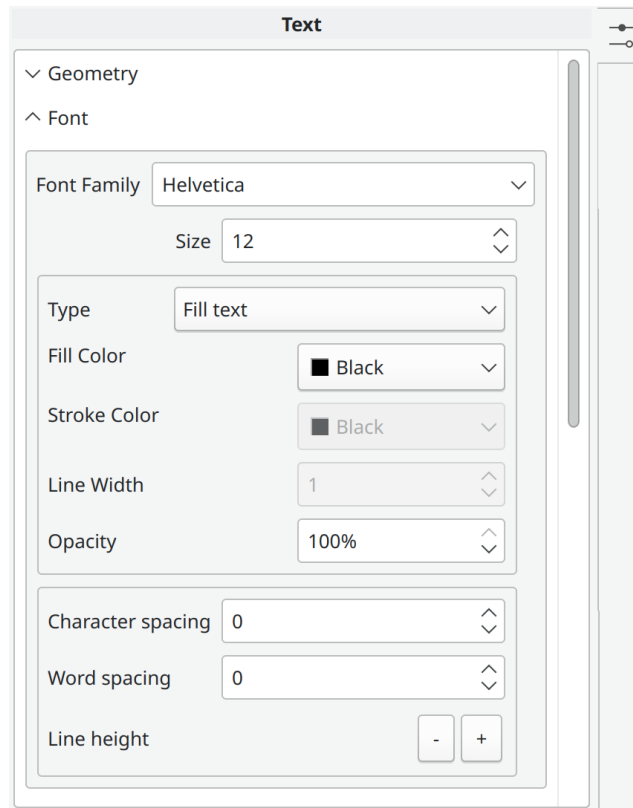 Text
Geometry
Font
Font Family Helvetica
Size 12
Type Fill text
Fill Color Black
Stroke Color Black
Line Width 1
Opacity 100%
Character spacing 0
Word spacing 0
Line height - +